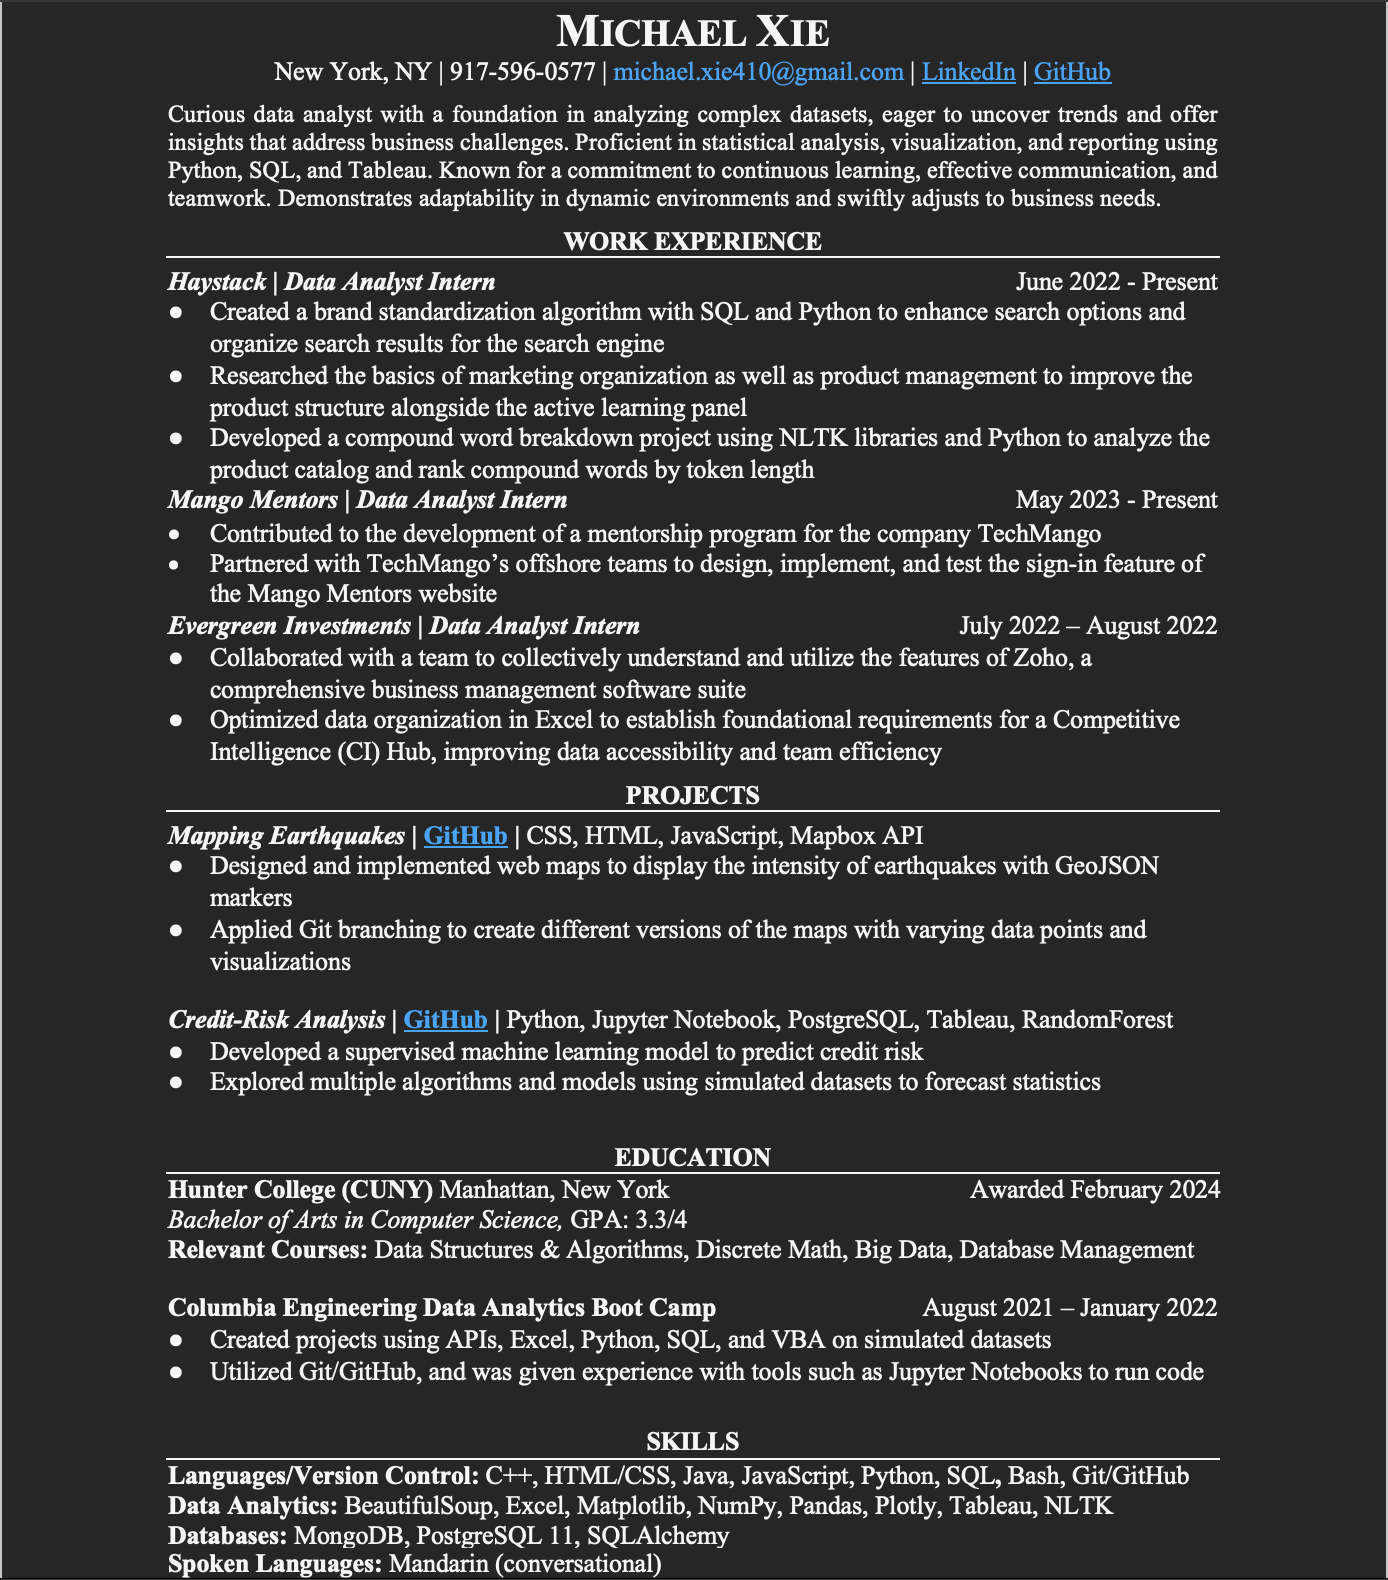 MICHAEL XIE
New York, NY | 917-596-0577 | michael.xie410@gmail.com | LinkedIn | GitHub
Curious data analyst with a foundation in analyzing complex datasets, eager to uncover trends and offer
insights that address business challenges. Proficient in statistical analysis, visualization, and reporting using
Python, SQL, and Tableau. Known for a commitment to continuous learning, effective communication, and
teamwork. Demonstrates adaptability in dynamic environments and swiftly adjusts to business needs.
WORK EXPERIENCE
Haystack | Data Analyst Intern June 2022 - Present
● Created a brand standardization algorithm with SQL and Python to enhance search options and
organize search results for the search engine
● Researched the basics of marketing organization as well as product management to improve the
product structure alongside the active learning panel
● Developed a compound word breakdown project using NLTK libraries and Python to analyze the
product catalog and rank compound words by token length
Mango Mentors | Data Analyst Intern May 2023 - Present
• Contributed to the development of a mentorship program for the company TechMango
• Partnered with TechMango’s offshore teams to design, implement, and test the sign-in feature of
the Mango Mentors website
Evergreen Investments | Data Analyst Intern July 2022 – August 2022
● Collaborated with a team to collectively understand and utilize the features of Zoho, a
comprehensive business management software suite
● Optimized data organization in Excel to establish foundational requirements for a Competitive
Intelligence (CI) Hub, improving data accessibility and team efficiency
PROJECTS
Mapping Earthquakes | GitHub | CSS, HTML, JavaScript, Mapbox API
● Designed and implemented web maps to display the intensity of earthquakes with GeoJSON
markers
● Applied Git branching to create different versions of the maps with varying data points and
visualizations
Credit-Risk Analysis | GitHub | Python, Jupyter Notebook, PostgreSQL, Tableau, RandomForest
● Developed a supervised machine learning model to predict credit risk
● Explored multiple algorithms and models using simulated datasets to forecast statistics
EDUCATION
Hunter College (CUNY) Manhattan, New York Awarded February 2024
Bachelor of Arts in Computer Science, GPA: 3.3/4
Relevant Courses: Data Structures & Algorithms, Discrete Math, Big Data, Database Management
Columbia Engineering Data Analytics Boot Camp August 2021 – January 2022
● Created projects using APIs, Excel, Python, SQL, and VBA on simulated datasets
● Utilized Git/GitHub, and was given experience with tools such as Jupyter Notebooks to run code
SKILLS
Languages/Version Control: C++, HTML/CSS, Java, JavaScript, Python, SQL, Bash, Git/GitHub
Data Analytics: BeautifulSoup, Excel, Matplotlib, NumPy, Pandas, Plotly, Tableau, NLTK
Databases: MongoDB, PostgreSQL 11, SQLAlchemy
Spoken Languages: Mandarin (conversational)